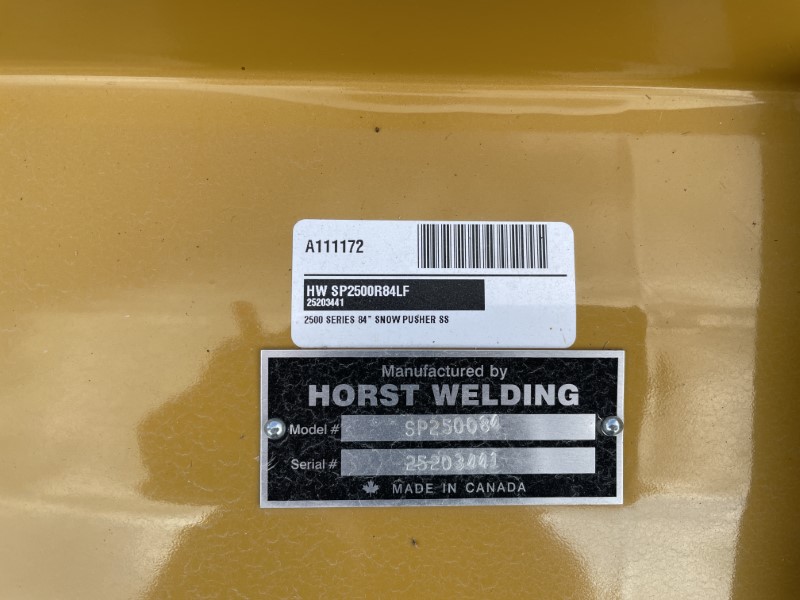 A111172
HW SP2500R84LF
25203441
2500 SERIES 84" SNOW PUSHER SS
Manufactured by
HORST WELDING
Model # SP250084
Serial # 25203441
MADE IN CANADA